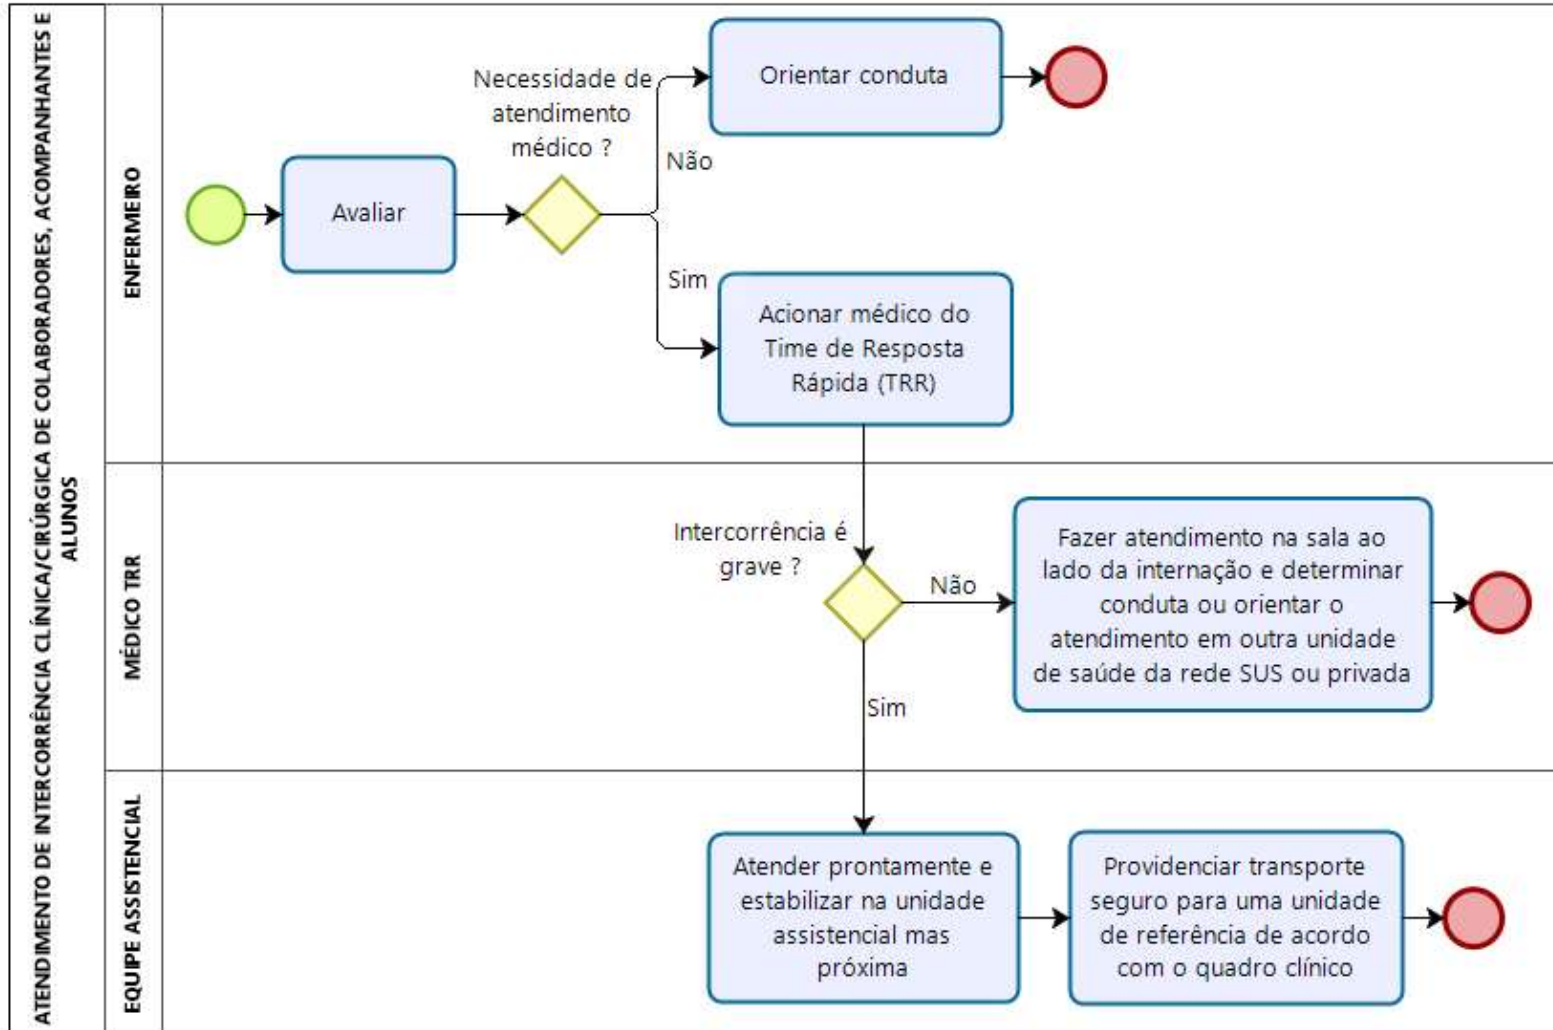 ATENDIMENTO DE INTERCORRÊNCIA CLÍNICA/CIRÚRGICA DE COLABORADORES, ACOMPANHANTES E
ALUNOS
ENFERMEIRO
Avaliar
Necessidade de
atendimento
médico ?
Não
Orientar conduta
Sim
Acionar médico do
Time de Resposta
Rápida (TRR)
MÉDICO TRR
Intercorrência é
grave ?
Não
Fazer atendimento na sala ao
lado da internação e determinar
conduta ou orientar o
atendimento em outra unidade
de saúde da rede SUS ou privada
Sim
EQUIPE ASSISTENCIAL
Atender prontamente e
estabilizar na unidade
assistencial mas
próxima
Providenciar transporte
seguro para uma unidade
de referência de acordo
com o quadro clínico